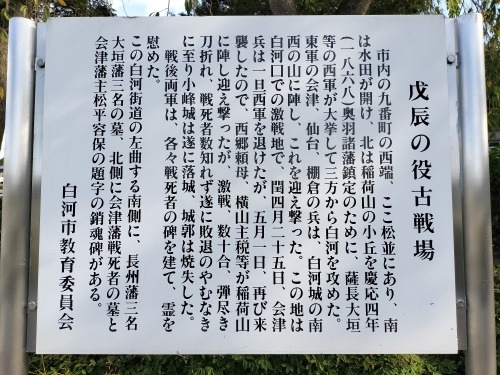 戊辰の役古戦場
市内の九番町の西端、ここ松並にあり、南
は水田が開け、北は稲荷山の小丘を慶応四年
(一八六八)奥羽諸藩鎮定のために、薩長大垣
等の西軍が大挙して三方から白河を攻めた。
東軍の会津、仙台、棚倉の兵は、白河城の南
西の山に陣し、これを迎え撃った。この地は
白河口での激戦地で、閏四月二十五日、会津
兵は一旦西軍を退けたが、五月一日、再び来
襲したので、西郷頼母、横山主税等が稲荷山
に陣し迎え撃ったが、激戦、数十合、弾尽き
刀折れ、戦死者数知れず遂に敗退のやむなき
に至り小峰城は遂に落城、城郭は焼失した。
戦後両軍は、各々戦死者の碑を建て、霊を
慰めた。
この白河街道の左曲する南側に、長州藩三名
大垣藩三名の墓、北側に会津藩戦死者の墓と
会津藩主松平容保の題字の銷魂碑がある。
白河市教育委員会